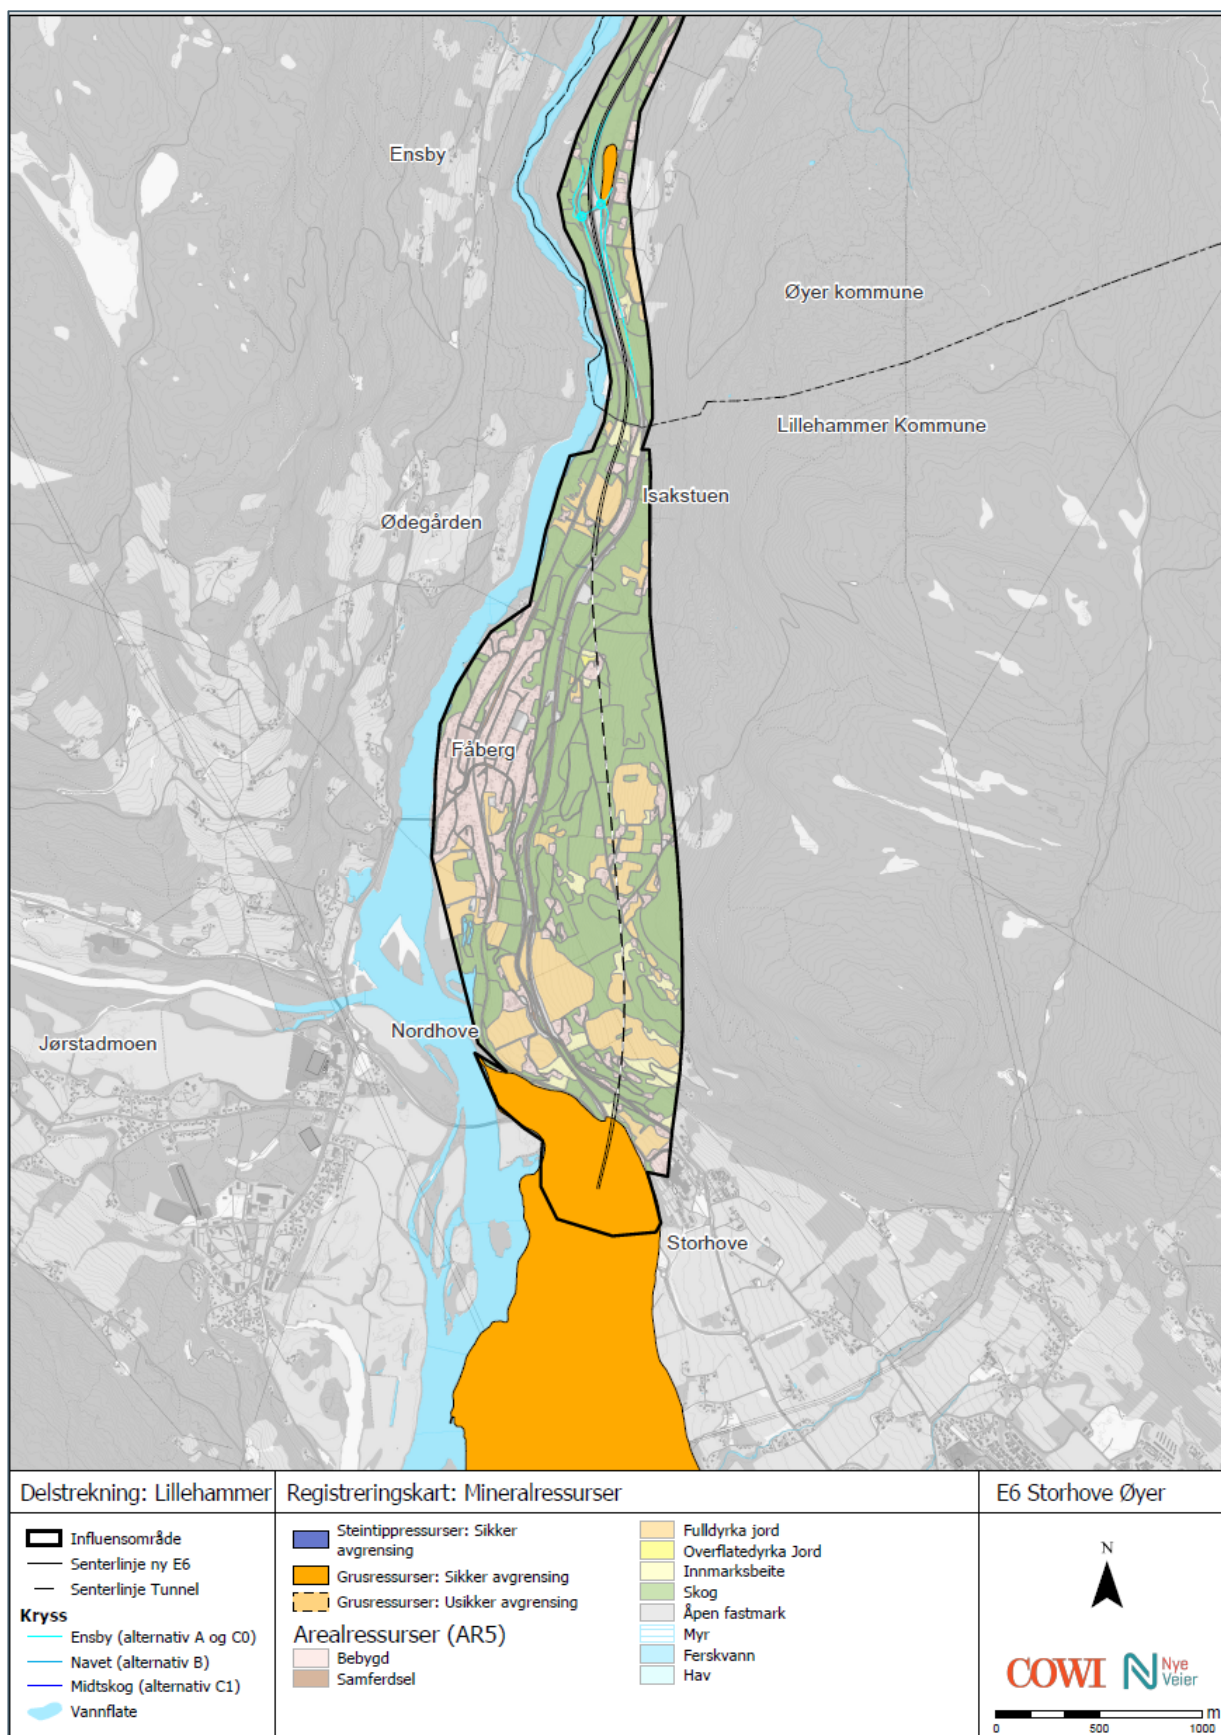 Ensby
Øyer kommune
Lillehammer Kommune
Isakstuen
Ødegården
Fåberg
Nordhove
Jørstadmoen
Storhove
Delstrekning: Lillehammer
Registreringskart: Mineralressurser
E6 Storhove Øyer
Influensområde
Senterlinje ny E6
Senterlinje Tunnel
Kryss
Ensby (alternativ A og C0)
Navet (alternativ B)
Midtskog (alternativ C1)
Vannflate
Steintippressurser: Sikker
avgrensing
Grusressurser: Sikker avgrensing
Grusressurser: Usikker avgrensing
Arealressurser (AR5)
Bebygd
Samferdsel
Fulldyrka jord
Overflatedyrka Jord
Innmarksbeite
Skog
Åpen fastmark
Myr
Ferskvann
Hav
N
COWI
Nye
Veier
m
0 500 1000